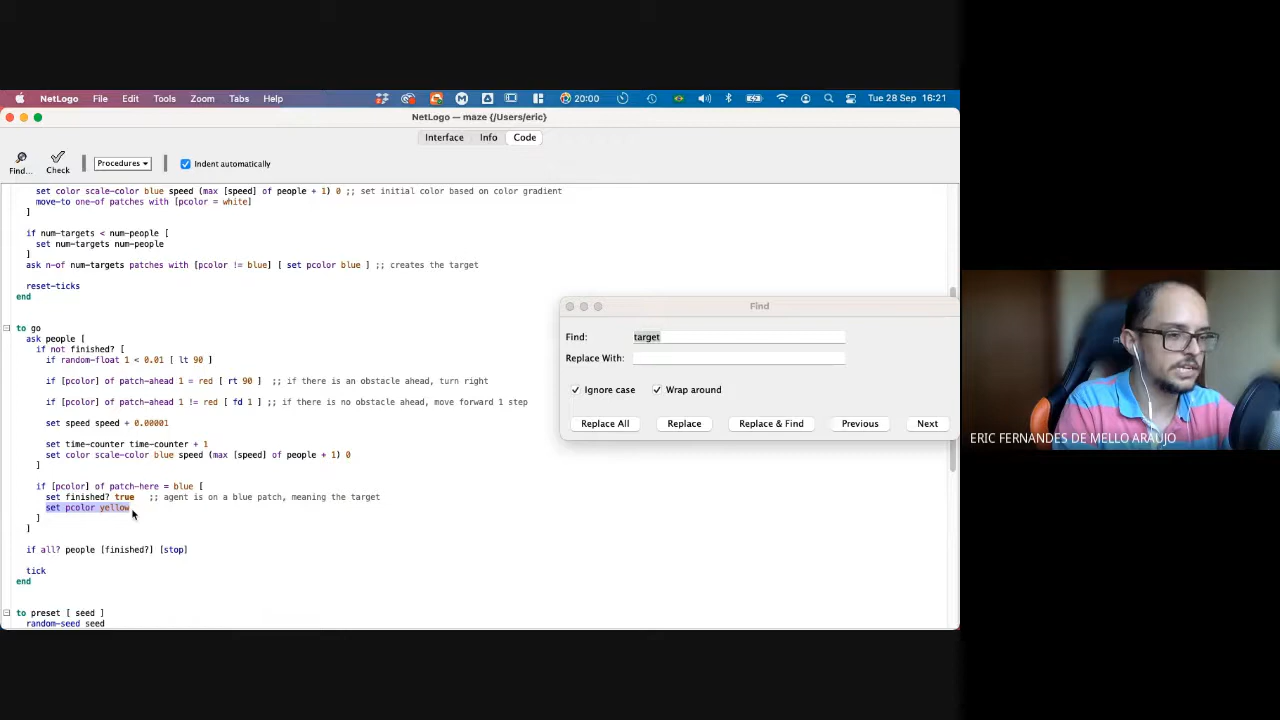 NetLogo File Edit Tools Zoom Tabs Help 20:00 Tue 28 Sep 16:21
NetLogo — maze {/Users/eric}
Interface Info Code
Find... Check Procedures Indent automatically
set color scale-color blue speed (max [speed] of people + 1) 0 ;; set initial color based on color gradient
move-to one-of patches with [pcolor = white]
]
if num-targets < num-people [
set num-targets num-people
]
ask n-of num-targets patches with [pcolor != blue] [ set pcolor blue ] ;; creates the target
reset-ticks
end
to go
ask people [
if not finished? [
if random-float 1 < 0.01 [ lt 90 ]
if [pcolor] of patch-ahead 1 = red [ rt 90 ] ;; if there is an obstacle ahead, turn right
if [pcolor] of patch-ahead 1 != red [ fd 1 ] ;; if there is no obstacle ahead, move forward 1 step
set speed speed + 0.00001
set time-counter time-counter + 1
set color scale-color blue speed (max [speed] of people + 1) 0
]
if [pcolor] of patch-here = blue [
set finished? true ;; agent is on a blue patch, meaning the target
set pcolor yellow
]
]
if all? people [finished?] [stop]
tick
end
to preset [ seed ]
random-seed seed
Find
Find: target
Replace With:
Ignore case Wrap around
Replace All Replace Replace & Find Previous Next
ERIC FERNANDES DE MELLO ARAUJO